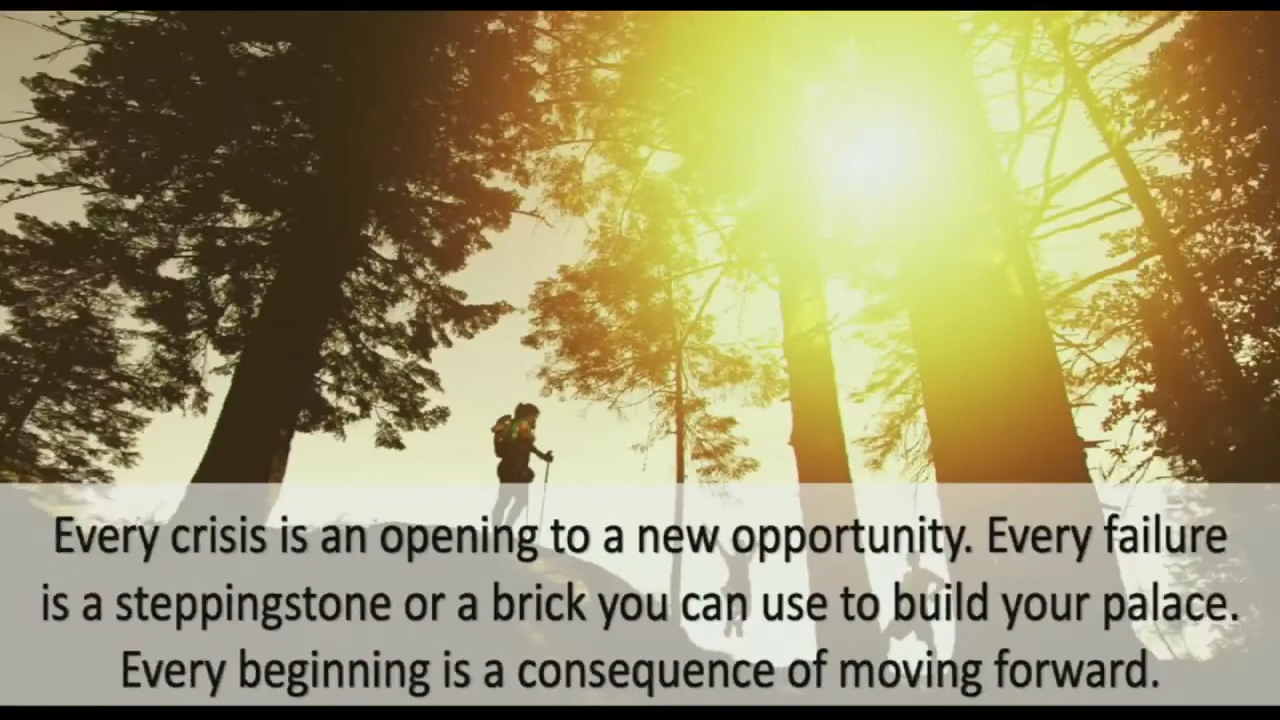 Every crisis is an opening to a new opportunity. Every failure
is a steppingstone or a brick you can use to build your palace.
Every beginning is a consequence of moving forward.